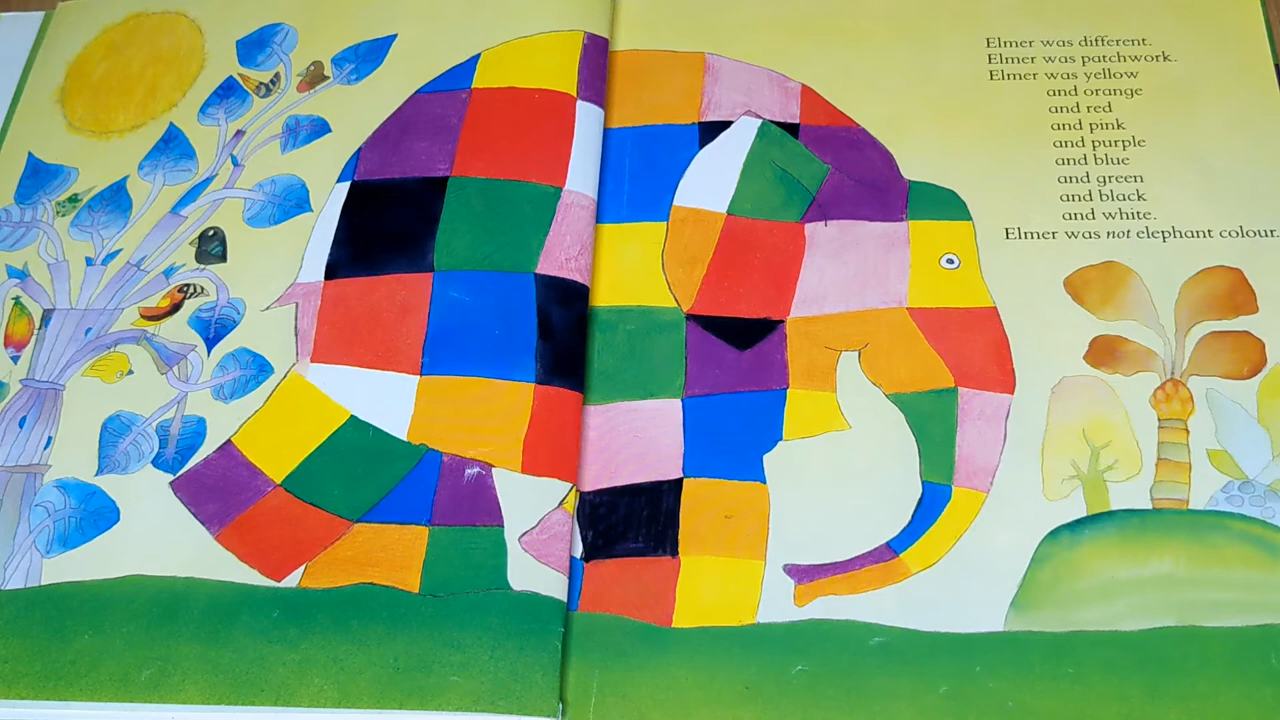 Elmer was different.
Elmer was patchwork.
Elmer was yellow
and orange
and red
and pink
and purple
and blue
and green
and black
and white.
Elmer was not elephant colour.